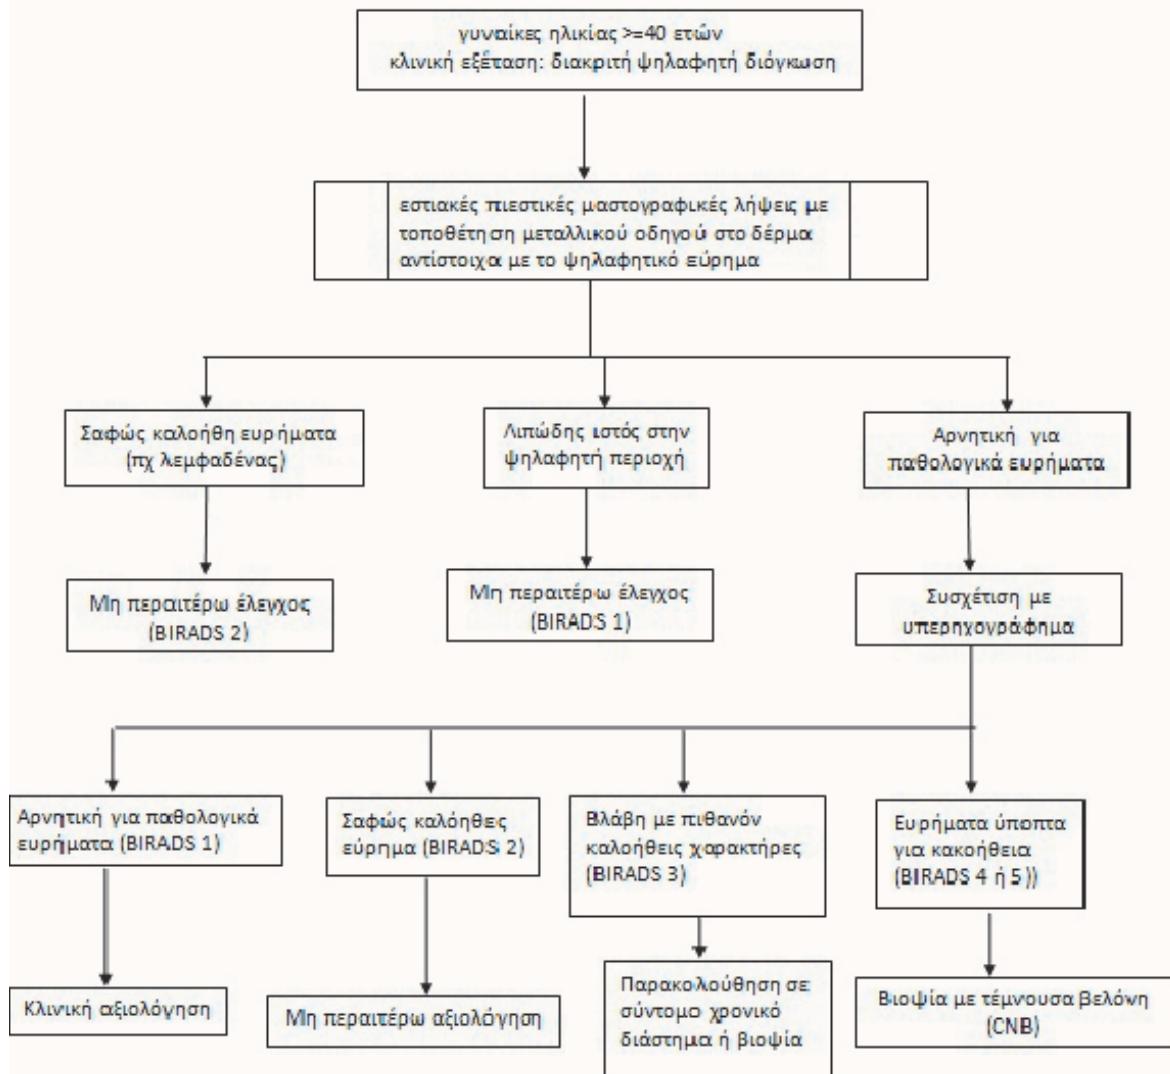 γυναίκες ηλικίας >=40 ετών
κλινική εξέταση: διακριτή ψηλαφητή διόγκωση
εστιακές πιεστικές μαστογραφικές λήψεις με
τοποθέτηση μεταλλικού οδηγού στο δέρμα
αντίστοιχα με το ψηλαφητικό εύρημα
Σαφώς καλοήθη ευρήματα
(πχ λεμφαδένας)
Λιπώδης ιστός στην
ψηλαφητή περιοχή
Αρνητική για
παθολογικά ευρήματα
Μη περαιτέρω έλεγχος
(BIRADS 2)
Μη περαιτέρω έλεγχος
(BIRADS 1)
Συσχέτιση με
υπερηχογράφημα
Αρνητική για παθολογικά
ευρήματα (BIRADS 1)
Σαφώς καλόηθες
εύρημα (BIRADS 2)
Βλάβη με πιθανόν
καλοήθεις χαρακτήρες
(BIRADS 3)
Ευρήματα ύποπτα
για κακοήθεια
(BIRADS 4 ή 5))
Κλινική αξιολόγηση
Μη περαιτέρω αξιολόγηση
Παρακολούθηση σε
σύντομο χρονικό
διάστημα ή βιοψία
Βιοψία με τέμνουσα βελόνη
(CNB)